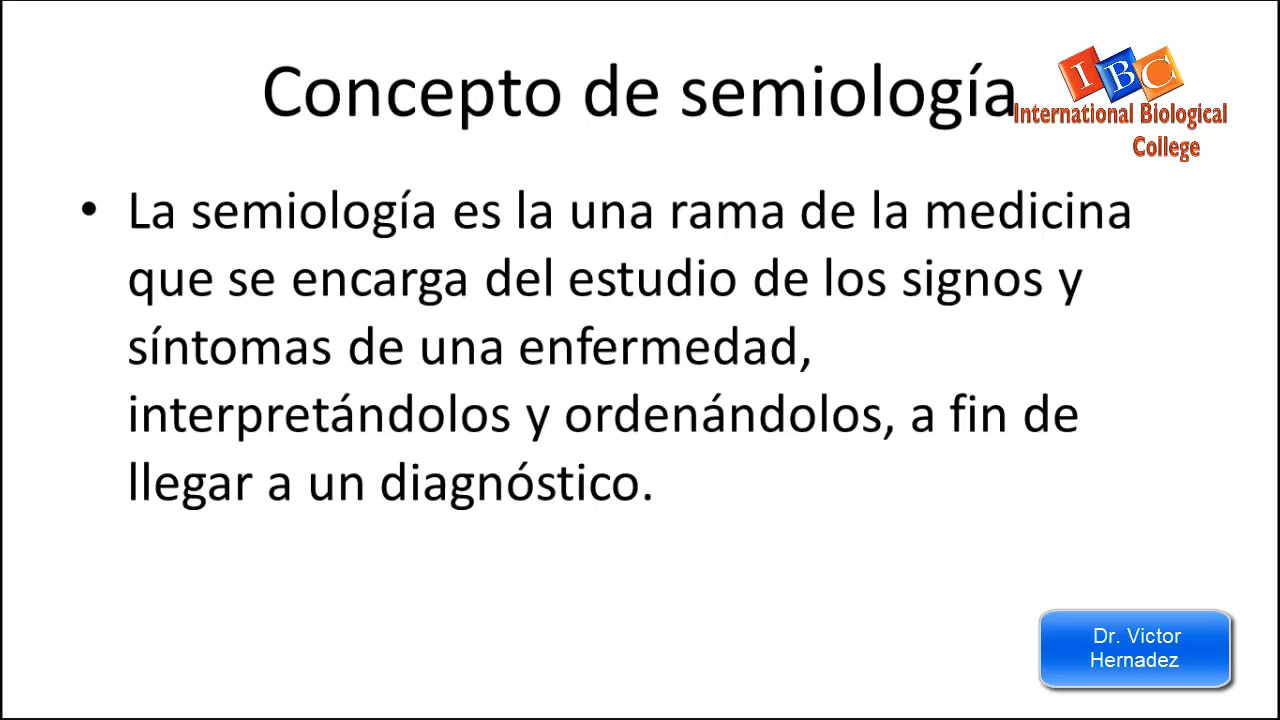 Concepto de semiología
IBC
International Biological
College
• La semiología es la una rama de la medicina
que se encarga del estudio de los signos y
síntomas de una enfermedad,
interpretándolos y ordenándolos, a fin de
llegar a un diagnóstico.
Dr. Victor
Hernadez